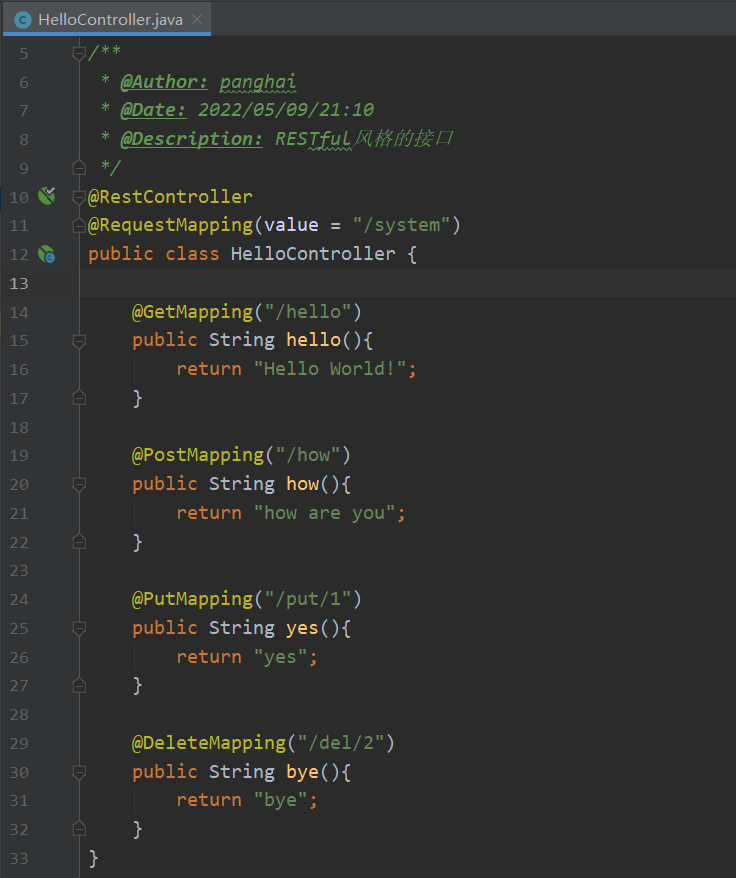 HelloController.java
5 /**
6 * @Author: panghai
7 * @Date: 2022/05/09/21:10
8 * @Description: RESTful风格的接口
9 */
10 @RestController
11 @RequestMapping(value = "/system")
12 public class HelloController {
13
14 @GetMapping("/hello")
15 public String hello(){
16 return "Hello World!";
17 }
18
19 @PostMapping("/how")
20 public String how(){
21 return "how are you";
22 }
23
24 @PutMapping("/put/1")
25 public String yes(){
26 return "yes";
27 }
28
29 @DeleteMapping("/del/2")
30 public String bye(){
31 return "bye";
32 }
33 }